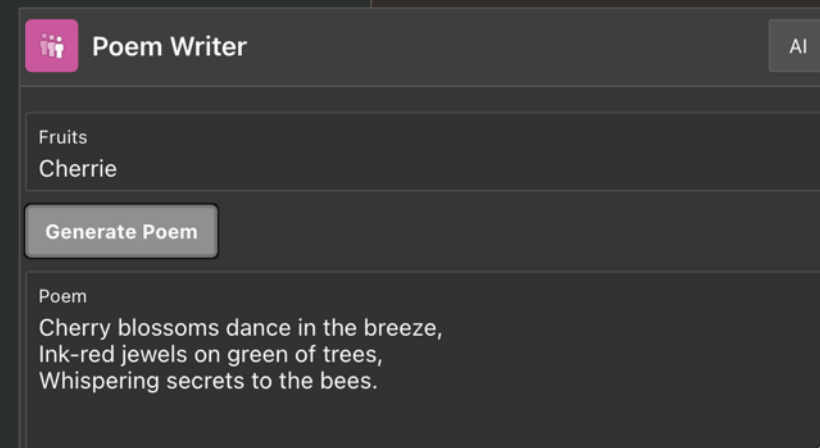 Poem Writer
AI
Fruits
Cherrie
Generate Poem
Poem
Cherry blossoms dance in the breeze,
Ink-red jewels on green of trees,
Whispering secrets to the bees.